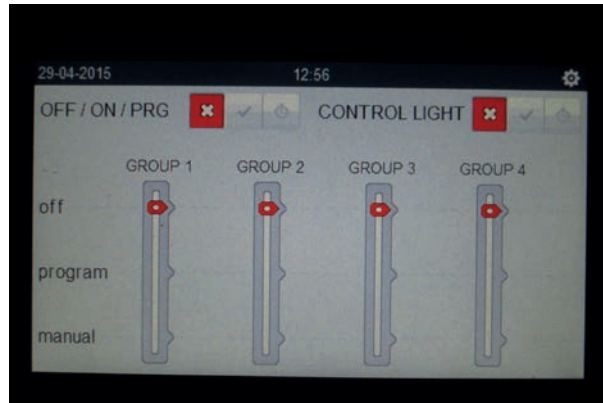 29-04-2015 12:56
OFF / ON / PRG CONTROL LIGHT
GROUP 1 GROUP 2 GROUP 3 GROUP 4
off
program
manual